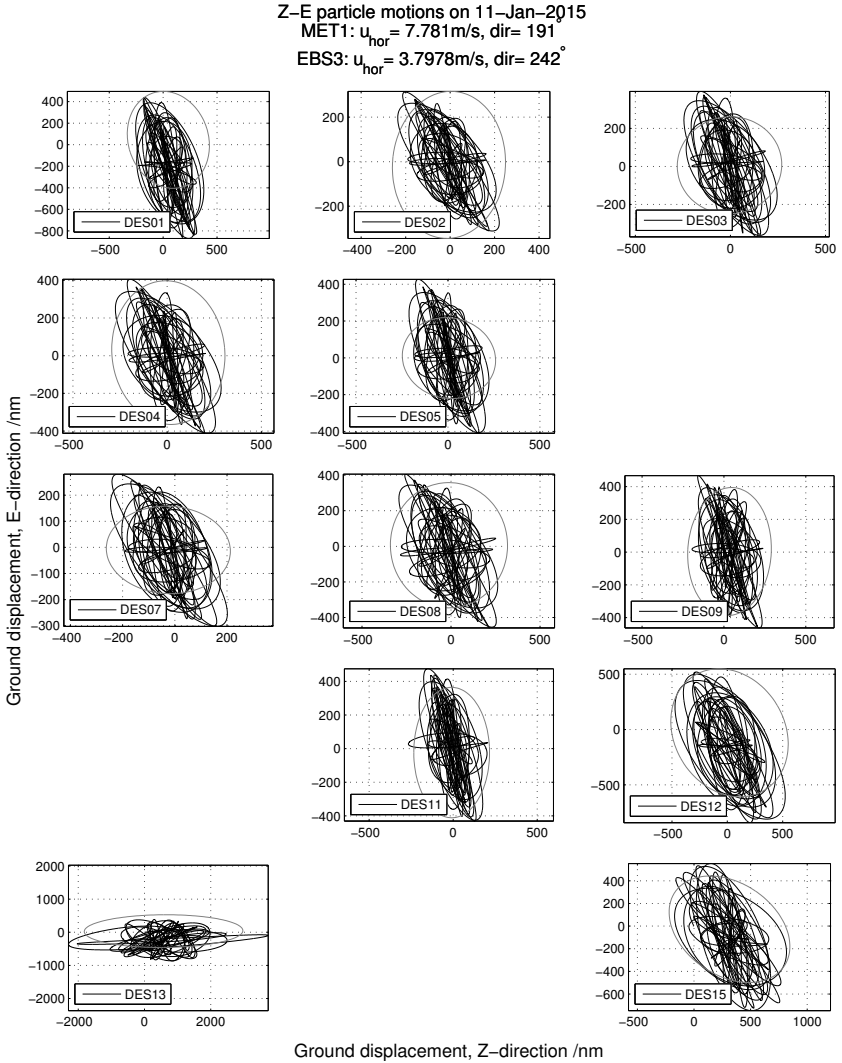 Z−E particle motions on 11−Jan−2015
MET1: u_hor = 7.781m/s, dir= 191°
EBS3: u_hor = 3.7978m/s, dir= 242°
400
200
0
−200
−400
−600
−800
−500 0 500
DES01
200
0
−200
−400 −200 0 200 400
DES02
200
0
−200
−500 0 500
DES03
400
200
0
−200
−400
−500 0 500
DES04
400
200
0
−200
−400
−500 0 500
DES05
200
100
0
−100
−200
−300
−400 −200 0 200
DES07
400
200
0
−200
−400
−500 0 500
DES08
400
200
0
−200
−400
−500 0 500
DES09
400
200
0
−200
−400
−500 0 500
DES11
500
0
−500
−500 0 500
DES12
2000
1000
0
−1000
−2000
−2000 0 2000
DES13
400
200
0
−200
−400
−600
−500 0 500 1000
DES15
Ground displacement, E−direction /nm
Ground displacement, Z−direction /nm